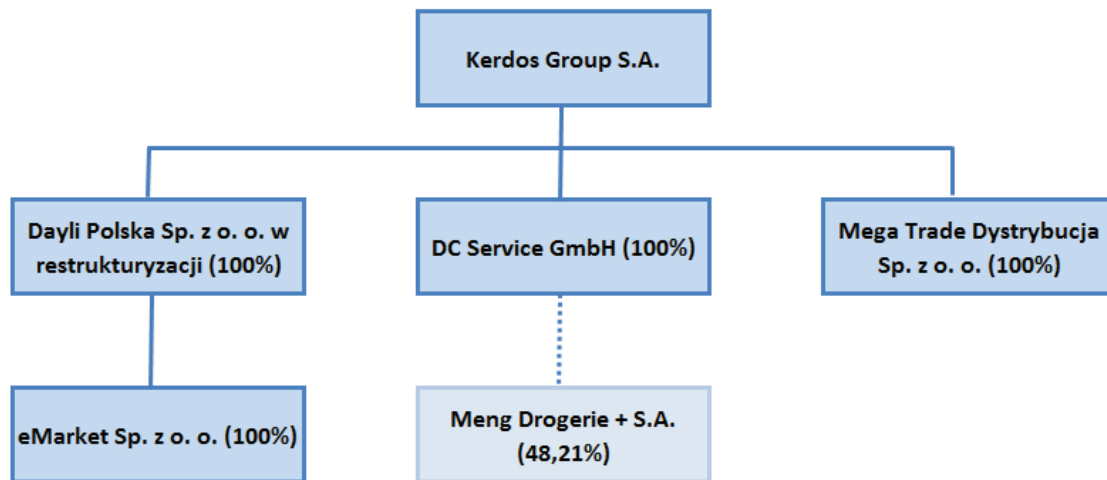 Kerdos Group S.A.
Dayli Polska Sp. z o. o. w
restrukturyzacji (100%)
DC Service GmbH (100%)
Mega Trade Dystrybucja
Sp. z o. o. (100%)
eMarket Sp. z o. o. (100%)
Meng Drogerie + S.A.
(48,21%)